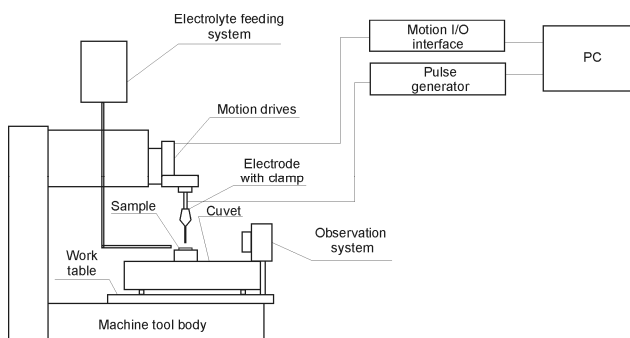 Electrolyte feeding
system
Motion I/O
interface
PC
Pulse
generator
Motion drives
Electrode
with clamp
Sample
Cuvet
Observation
system
Work
table
Machine tool body